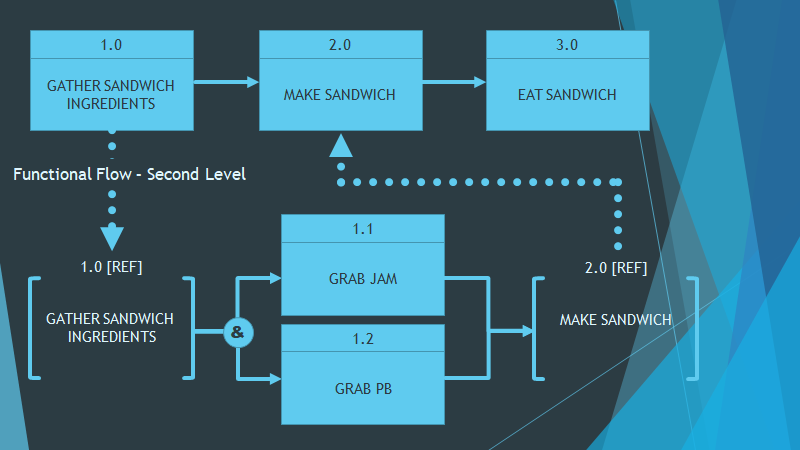 1.0
GATHER SANDWICH
INGREDIENTS
2.0
MAKE SANDWICH
3.0
EAT SANDWICH
Functional Flow - Second Level
1.0 [REF]
GATHER SANDWICH
INGREDIENTS
&
1.1
GRAB JAM
1.2
GRAB PB
2.0 [REF]
MAKE SANDWICH